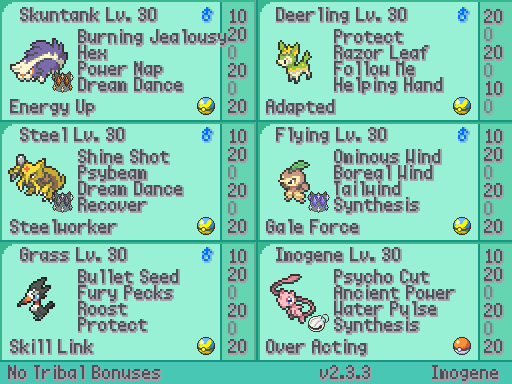 Skuntank Lv. 30
Burning Jealousy
Hex
Power Nap
Dream Dance
Energy Up
10
20
0
20
0
20
Deerling Lv. 30
Protect
Razor Leaf
Follow Me
Helping Hand
Adapted
20
20
0
0
10
0
Steel Lv. 30
Shine Shot
Psybeam
Dream Dance
Recover
Steelworker
10
20
0
20
0
20
Flying Lv. 30
Ominous Wind
Boreal Wind
Tailwind
Synthesis
Gale Force
10
20
0
20
0
20
Grass Lv. 30
Bullet Seed
Fury Pecks
Roost
Protect
Skill Link
10
20
0
20
0
20
Imogene Lv. 30
Psycho Cut
Ancient Power
Water Pulse
Synthesis
Over Acting
10
20
0
20
0
20
No Tribal Bonuses
v2.3.3
Imogene